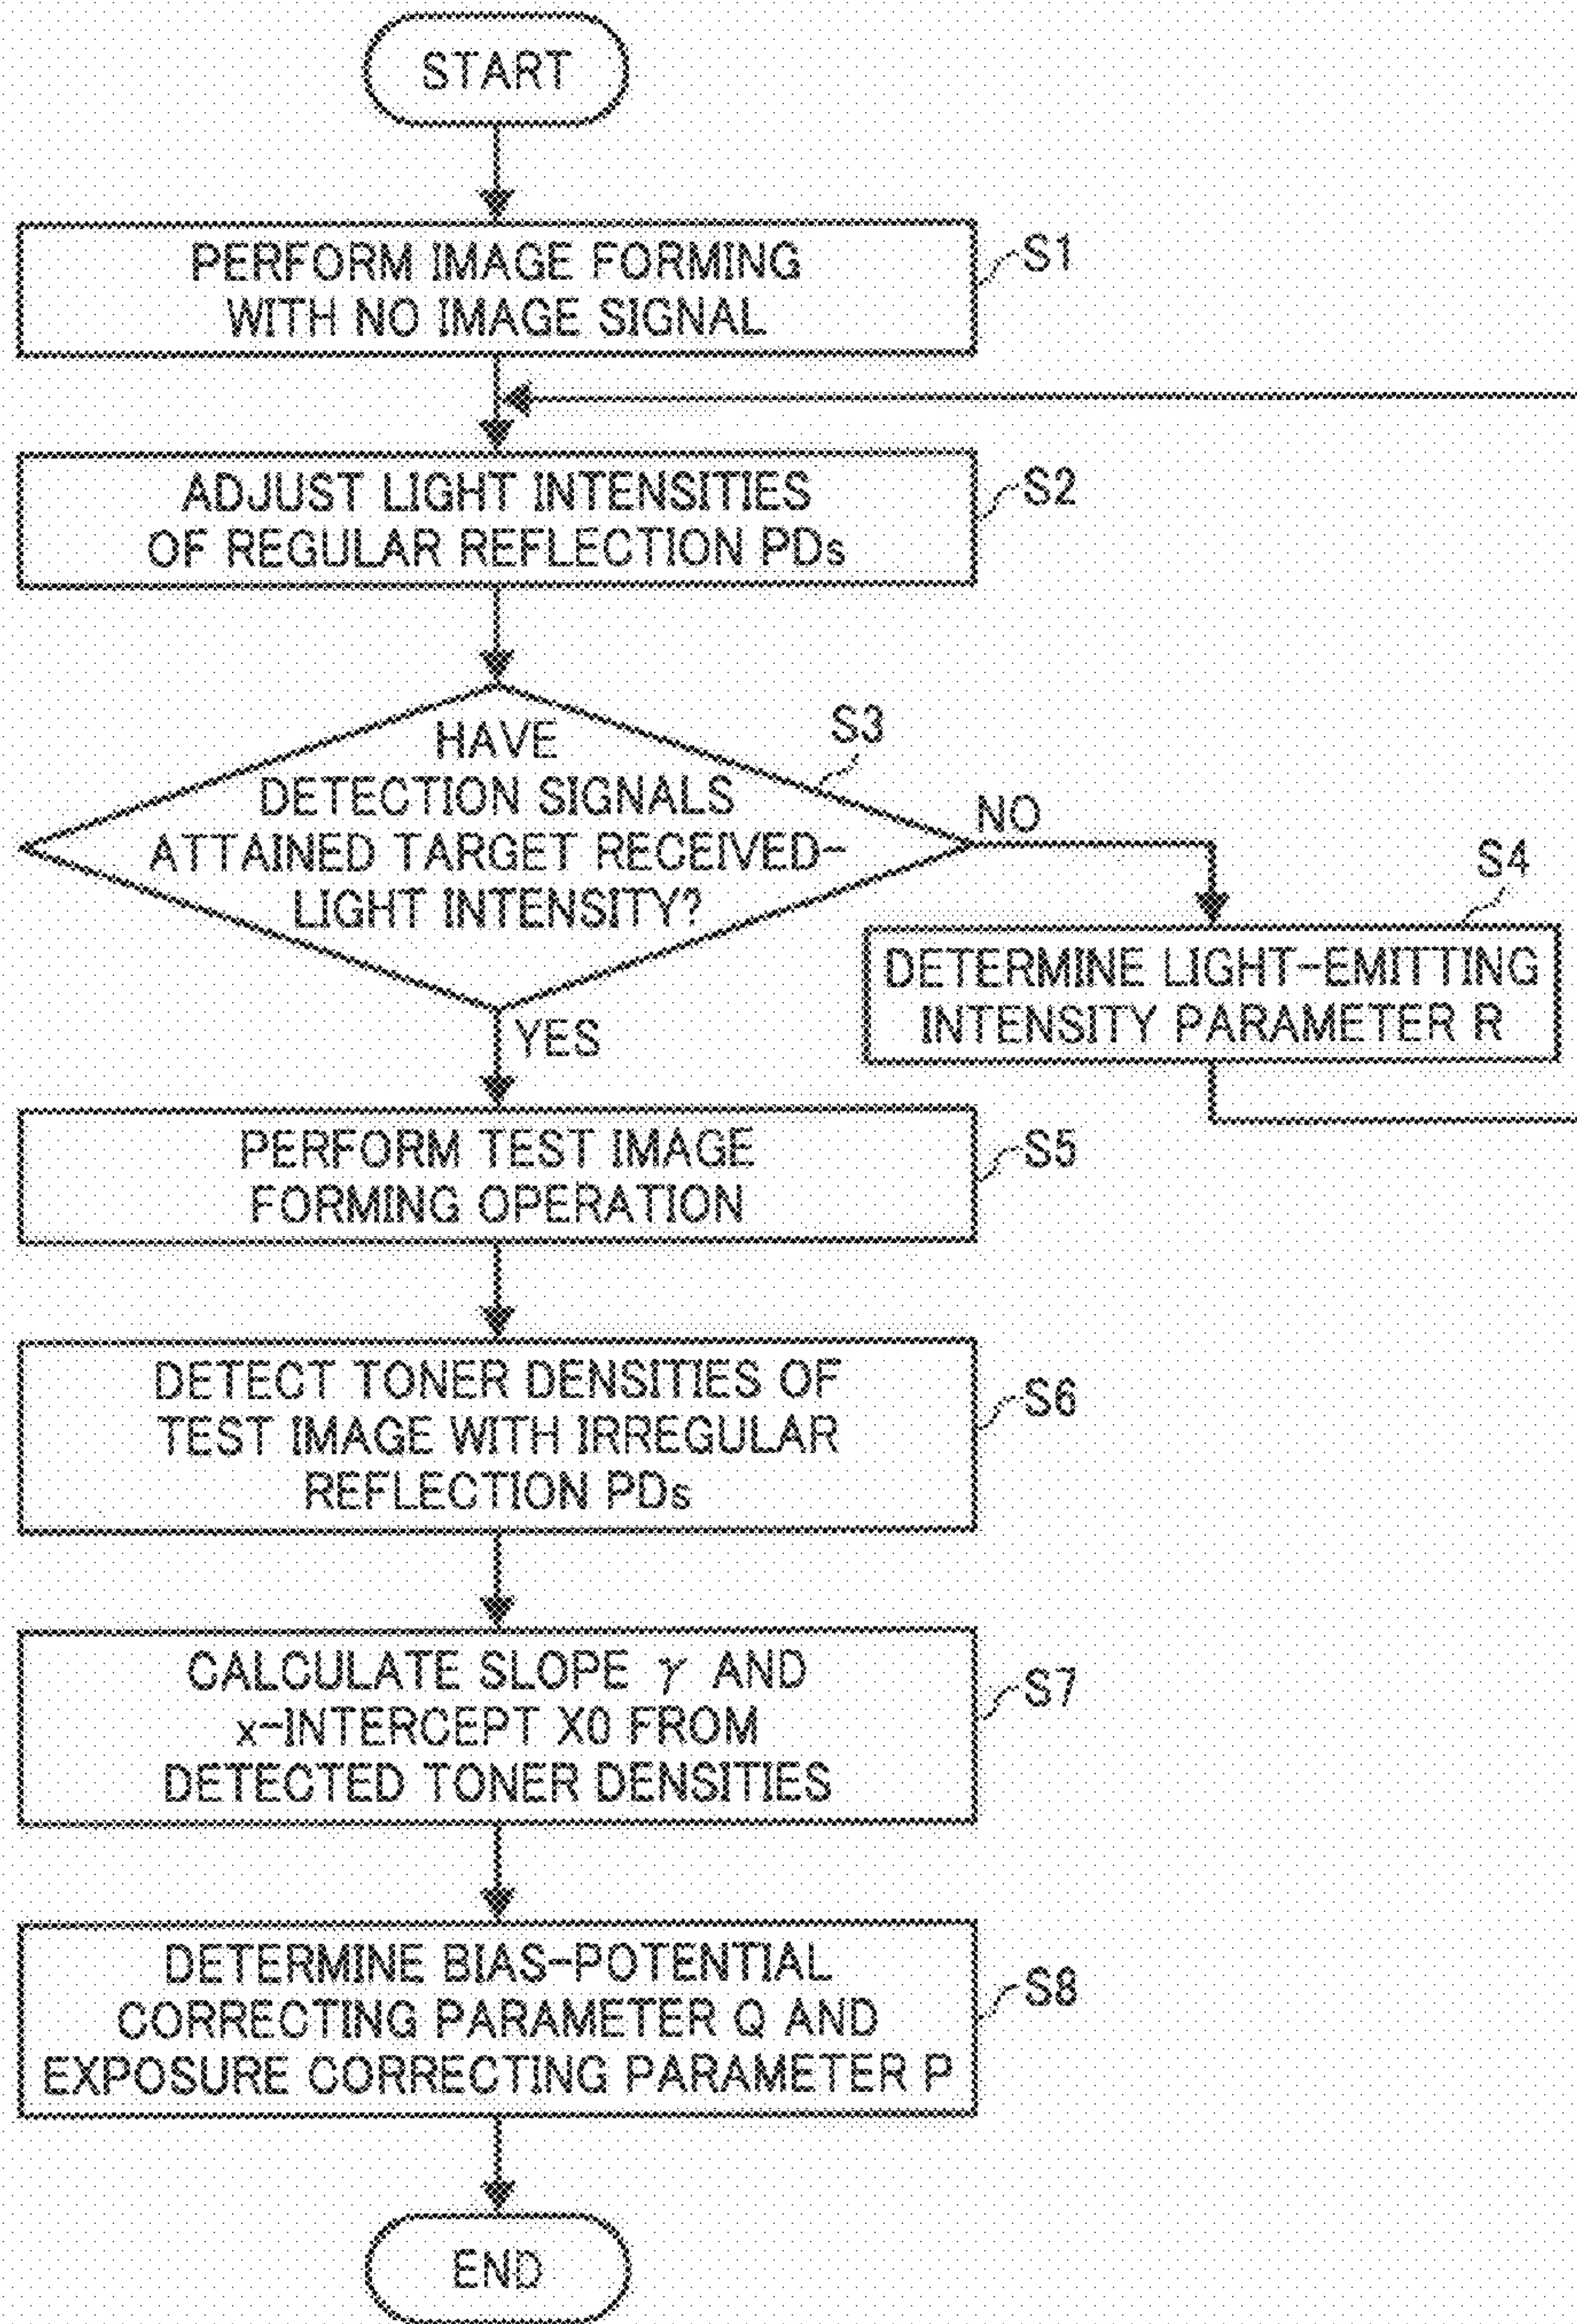 START
PERFORM IMAGE FORMING
WITH NO IMAGE SIGNAL
S1
ADJUST LIGHT INTENSITIES
OF REGULAR REFLECTION PDs
S2
HAVE
DETECTION SIGNALS
ATTAINED TARGET RECEIVED-
LIGHT INTENSITY?
S3
NO
S4
DETERMINE LIGHT-EMITTING
INTENSITY PARAMETER R
YES
PERFORM TEST IMAGE
FORMING OPERATION
S5
DETECT TONER DENSITIES OF
TEST IMAGE WITH IRREGULAR
REFLECTION PDs
S6
CALCULATE SLOPE γ AND
x-INTERCEPT X0 FROM
DETECTED TONER DENSITIES
S7
DETERMINE BIAS-POTENTIAL
CORRECTING PARAMETER Q AND
EXPOSURE CORRECTING PARAMETER P
S8
END